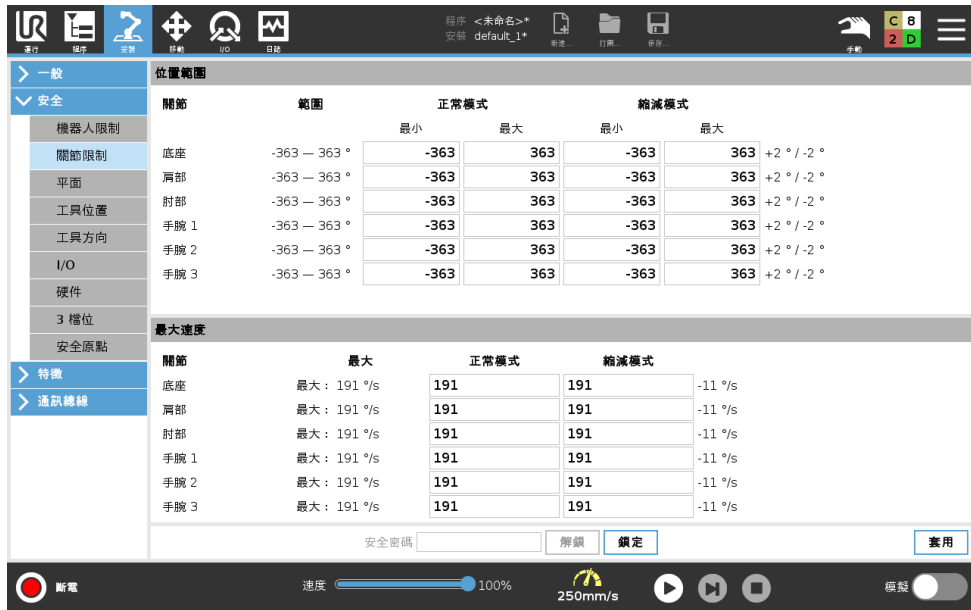 UR
運行
程序
安裝
移動
I/O
日誌
程序 <未命名>*
安裝 default_1*
新建...
打開...
保存...
手動
C 8
2 D
一般
安全
機器人限制
關節限制
平面
工具位置
工具方向
I/O
硬件
3 檔位
安全原點
特徵
通訊總線
位置範圍
關節 範圍 正常模式 縮減模式
最小 最大 最小 最大
底座 -363 — 363 ° -363 363 -363 363 +2 ° / -2 °
肩部 -363 — 363 ° -363 363 -363 363 +2 ° / -2 °
肘部 -363 — 363 ° -363 363 -363 363 +2 ° / -2 °
手腕 1 -363 — 363 ° -363 363 -363 363 +2 ° / -2 °
手腕 2 -363 — 363 ° -363 363 -363 363 +2 ° / -2 °
手腕 3 -363 — 363 ° -363 363 -363 363 +2 ° / -2 °
最大速度
關節 最大 正常模式 縮減模式
底座 最大： 191 °/s 191 191 -11 °/s
肩部 最大： 191 °/s 191 191 -11 °/s
肘部 最大： 191 °/s 191 191 -11 °/s
手腕 1 最大： 191 °/s 191 191 -11 °/s
手腕 2 最大： 191 °/s 191 191 -11 °/s
手腕 3 最大： 191 °/s 191 191 -11 °/s
安全密碼 解鎖 鎖定 套用
斷電 速度 100% 250mm/s 模擬